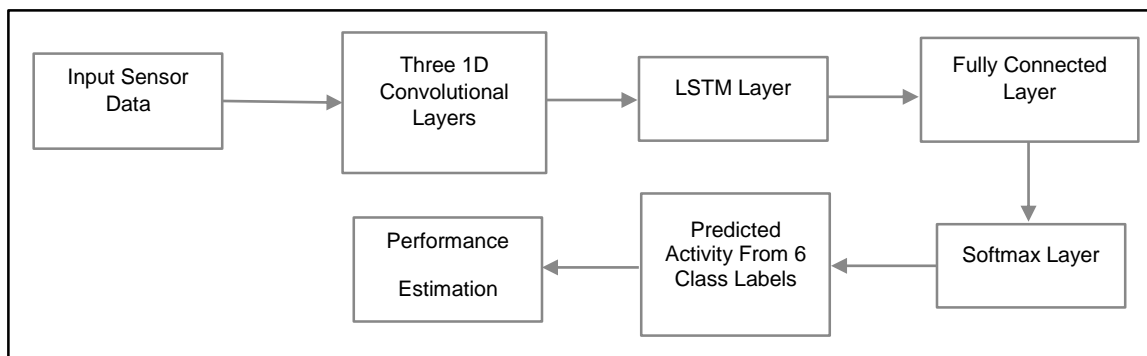 Input Sensor
Data
Three 1D
Convolutional
Layers
LSTM Layer
Fully Connected
Layer
Softmax Layer
Predicted
Activity From 6
Class Labels
Performance
Estimation